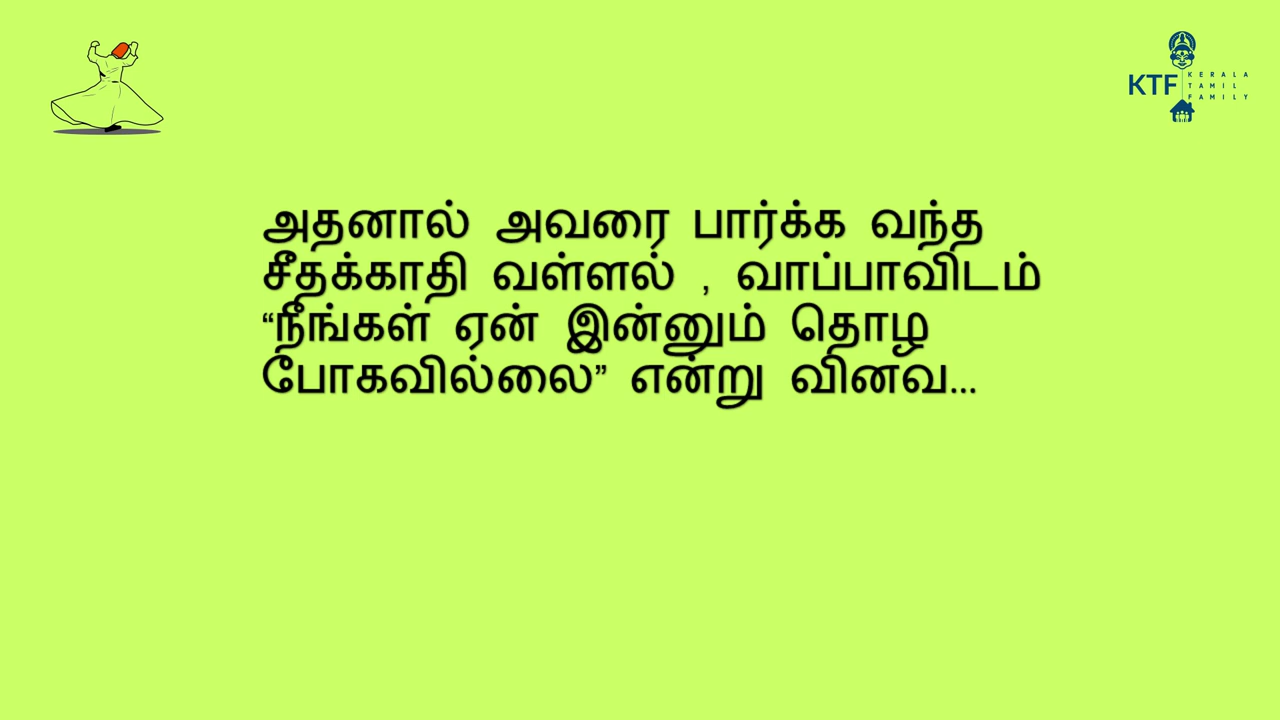 KTF
KERALA
TAMIL
FAMILY
அதனால் அவரை பார்க்க வந்த
சீதக்காதி வள்ளல் , வாப்பாவிடம்
“நீங்கள் ஏன் இன்னும் தொழ
போகவில்லை” என்று வினவ...